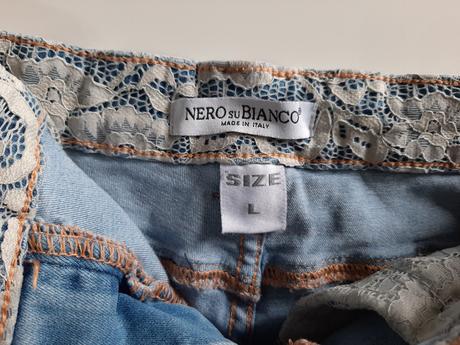 NERO su BIANCO®
MADE IN ITALY
SIZE
L